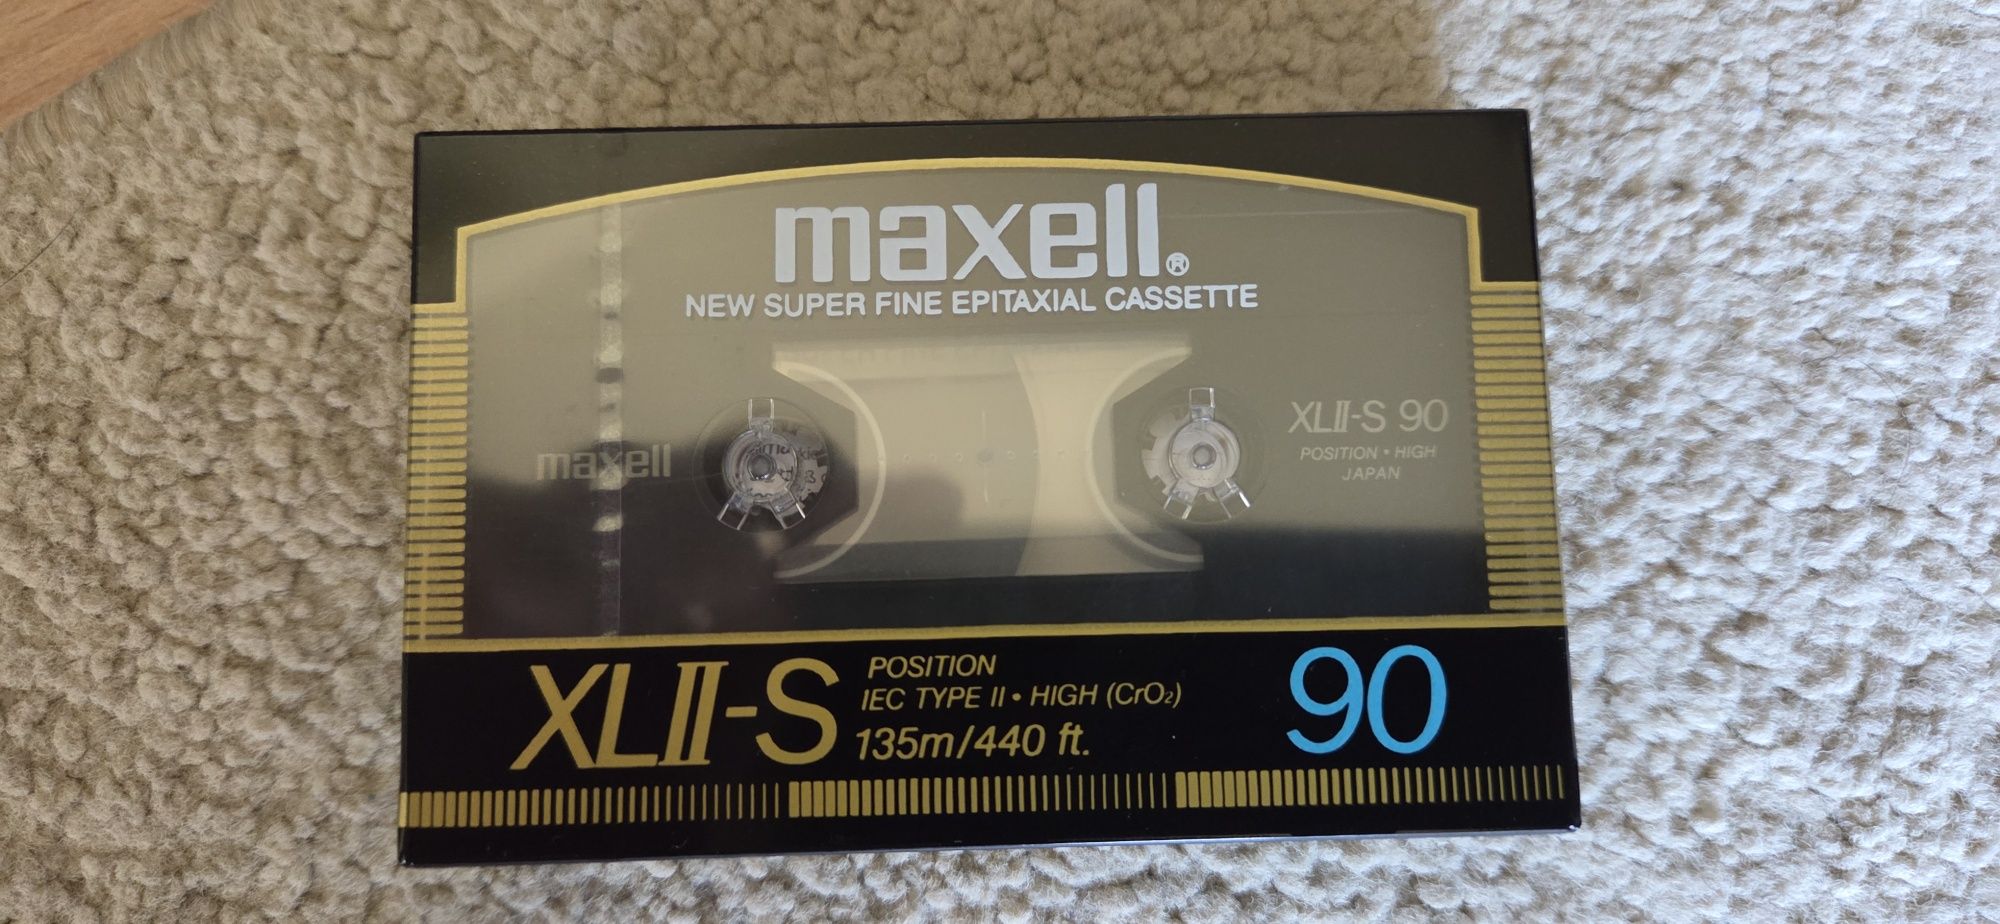 maxell®
NEW SUPER FINE EPITAXIAL CASSETTE
maxell
XLII-S 90
POSITION • HIGH
JAPAN
XLII-S
POSITION
IEC TYPE II • HIGH (CrO₂)
135m/440 ft.
90